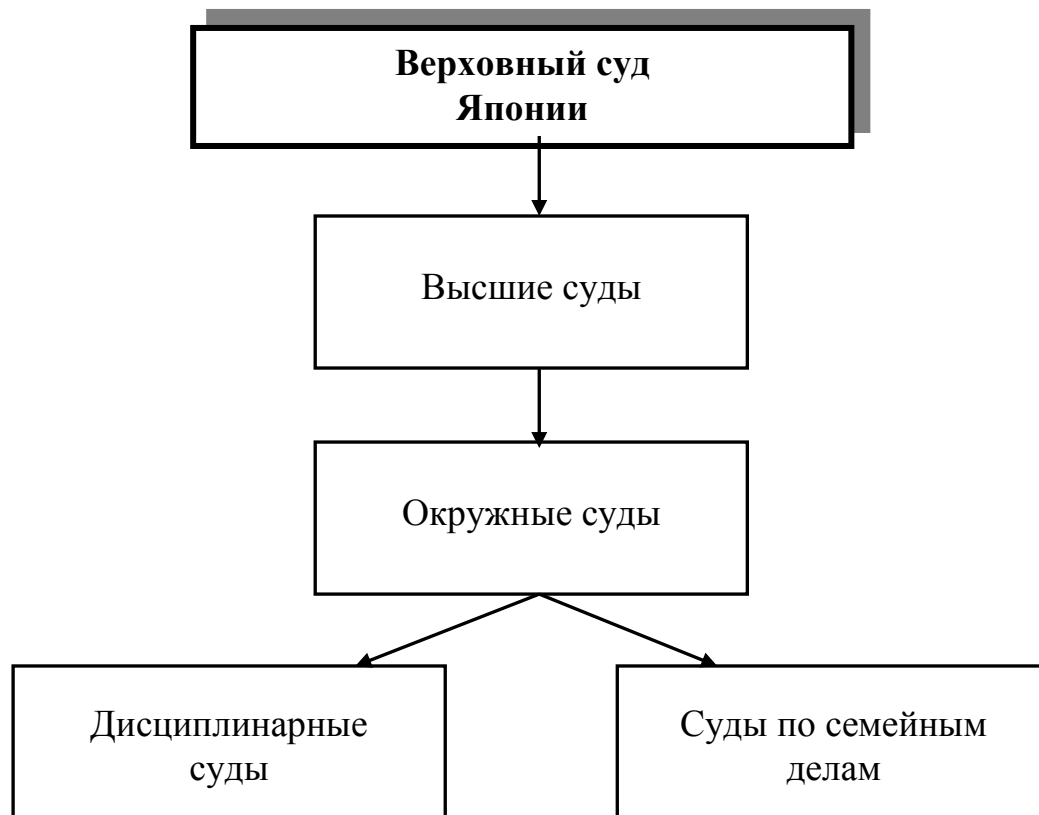 Верховный суд
Японии
Высшие суды
Окружные суды
Дисциплинарные
суды
Суды по семейным
делам